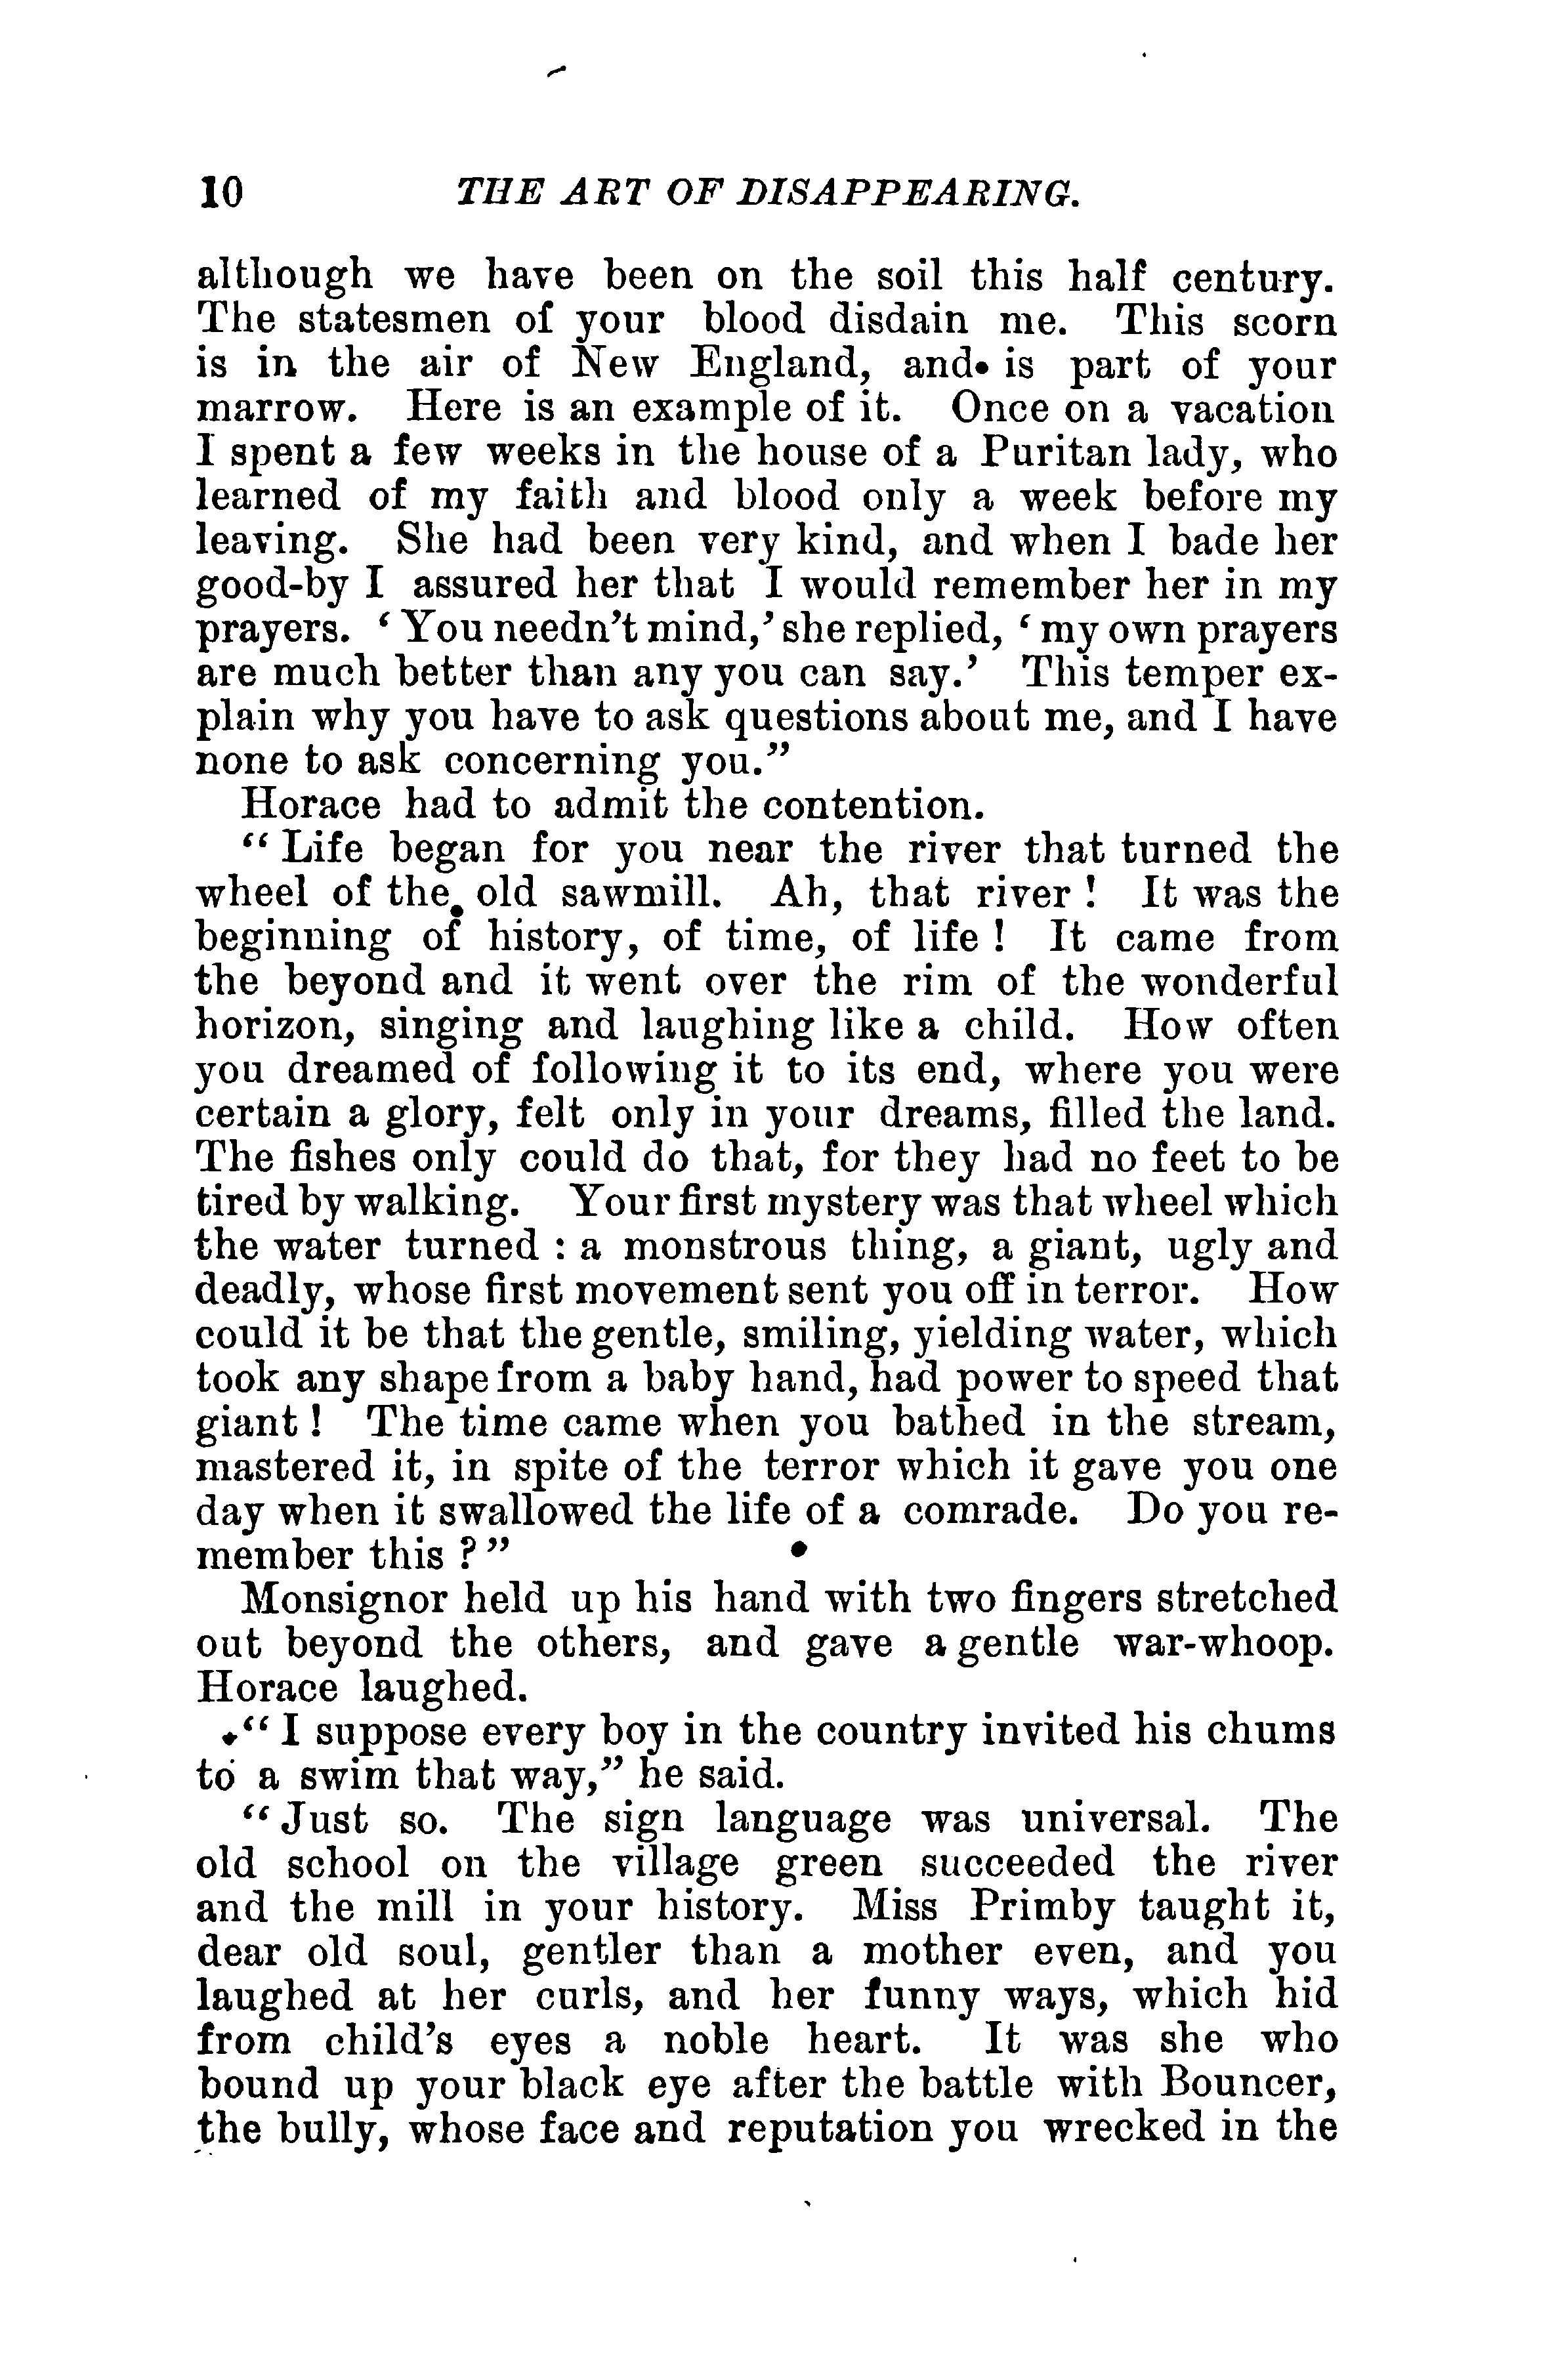 10 THE ART OF DISAPPEARING.
although we have been on the soil this half century.
The statesmen of your blood disdain me. This scorn
is in the air of New England, and is part of your
marrow. Here is an example of it. Once on a vacation
I spent a few weeks in the house of a Puritan lady, who
learned of my faith and blood only a week before my
leaving. She had been very kind, and when I bade her
good-by I assured her that I would remember her in my
prayers. ‘You needn’t mind,’ she replied, ‘my own prayers
are much better than any you can say.’ This temper ex-
plain why you have to ask questions about me, and I have
none to ask concerning you.”
Horace had to admit the contention.
“Life began for you near the river that turned the
wheel of the old sawmill. Ah, that river! It was the
beginning of history, of time, of life! It came from
the beyond and it went over the rim of the wonderful
horizon, singing and laughing like a child. How often
you dreamed of following it to its end, where you were
certain a glory, felt only in your dreams, filled the land.
The fishes only could do that, for they had no feet to be
tired by walking. Your first mystery was that wheel which
the water turned: a monstrous thing, a giant, ugly and
deadly, whose first movement sent you off in terror. How
could it be that the gentle, smiling, yielding water, which
took any shape from a baby hand, had power to speed that
giant! The time came when you bathed in the stream,
mastered it, in spite of the terror which it gave you one
day when it swallowed the life of a comrade. Do you re-
member this?”
Monsignor held up his hand with two fingers stretched
out beyond the others, and gave a gentle war-whoop.
Horace laughed.
“I suppose every boy in the country invited his chums
to a swim that way,” he said.
“Just so. The sign language was universal. The
old school on the village green succeeded the river
and the mill in your history. Miss Primby taught it,
dear old soul, gentler than a mother even, and you
laughed at her curls, and her funny ways, which hid
from child’s eyes a noble heart. It was she who
bound up your black eye after the battle with Bouncer,
the bully, whose face and reputation you wrecked in the